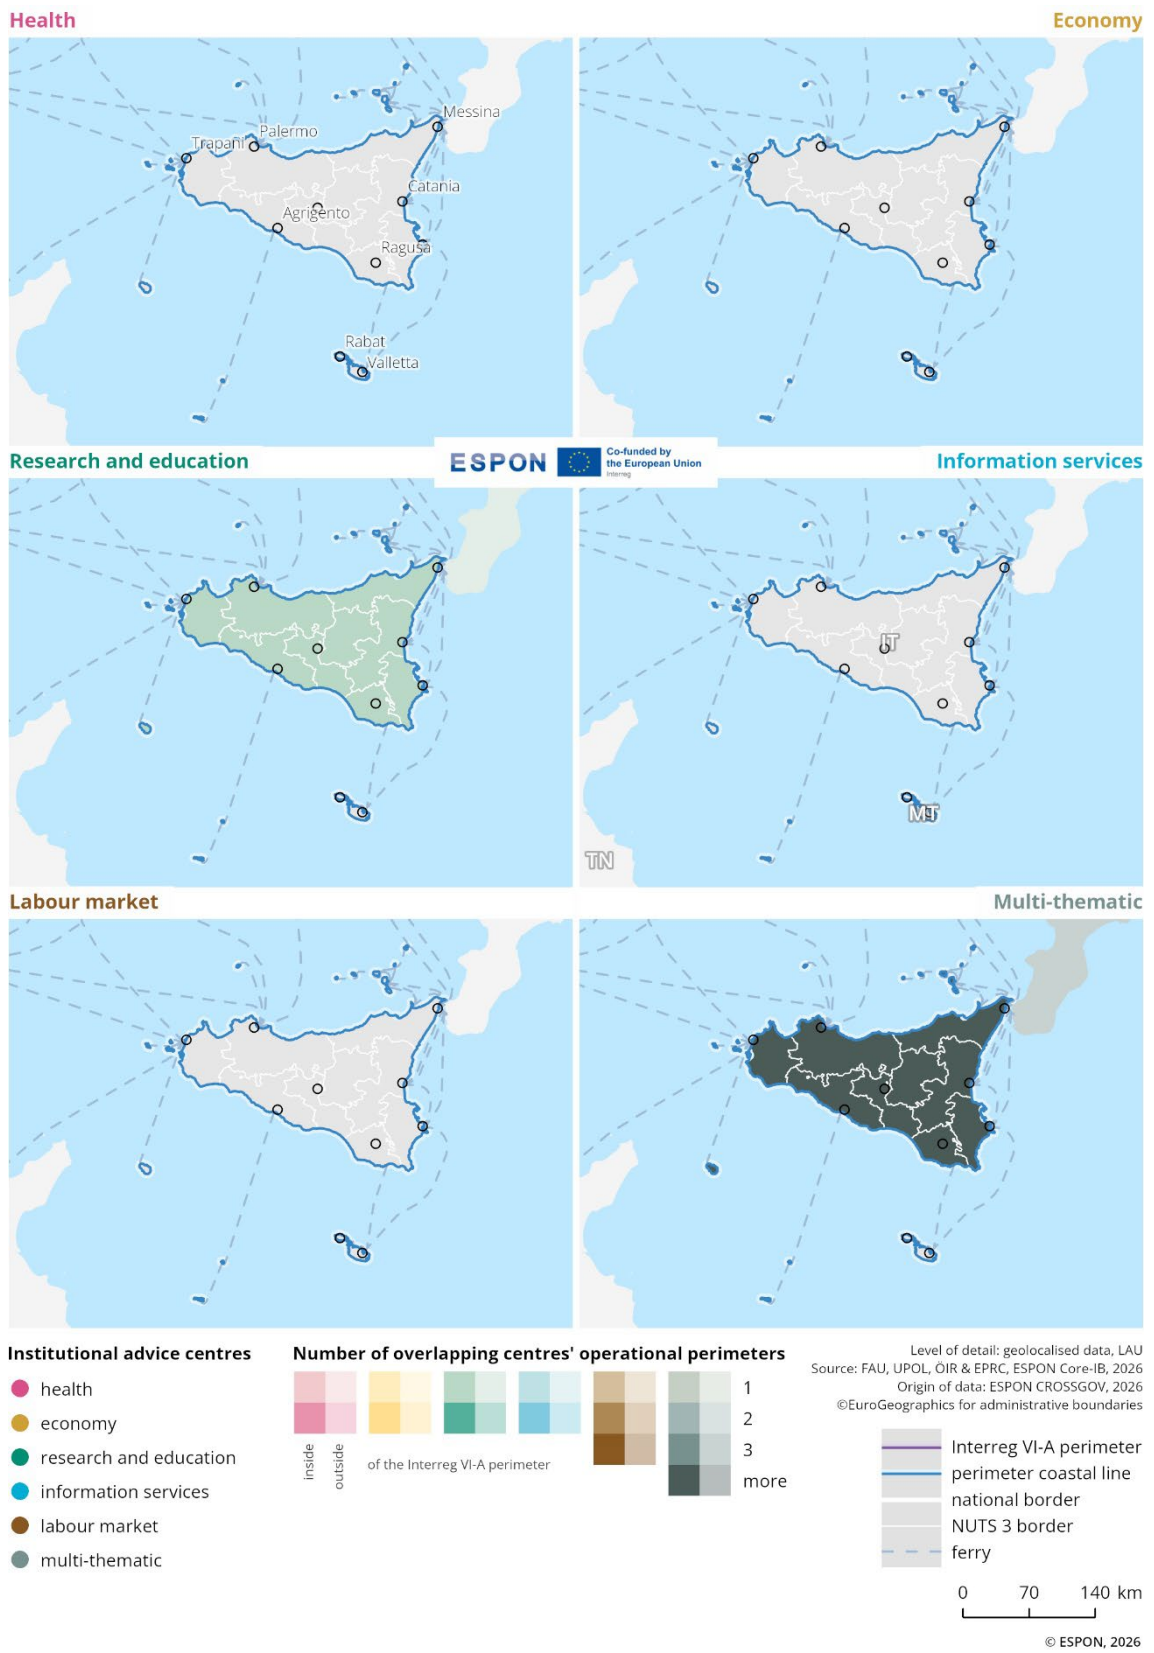 Health
Economy
Messina
Palermo
Trapani
Catania
Agrigento
Ragusa
Rabat
Valletta
Research and education
ESPON
Co-funded by
the European Union
Interreg
Information services
IT
MT
TN
Labour market
Multi-thematic
Institutional advice centres
health
economy
research and education
information services
labour market
multi-thematic
Number of overlapping centres' operational perimeters
1
2
3
more
inside
outside
of the Interreg VI-A perimeter
Level of detail: geolocalised data, LAU
Source: FAU, UPOL, ÖIR & EPRC, ESPON Core-IB, 2026
Origin of data: ESPON CROSSGOV, 2026
©EuroGeographics for administrative boundaries
Interreg VI-A perimeter
perimeter coastal line
national border
NUTS 3 border
ferry
0 70 140 km
© ESPON, 2026